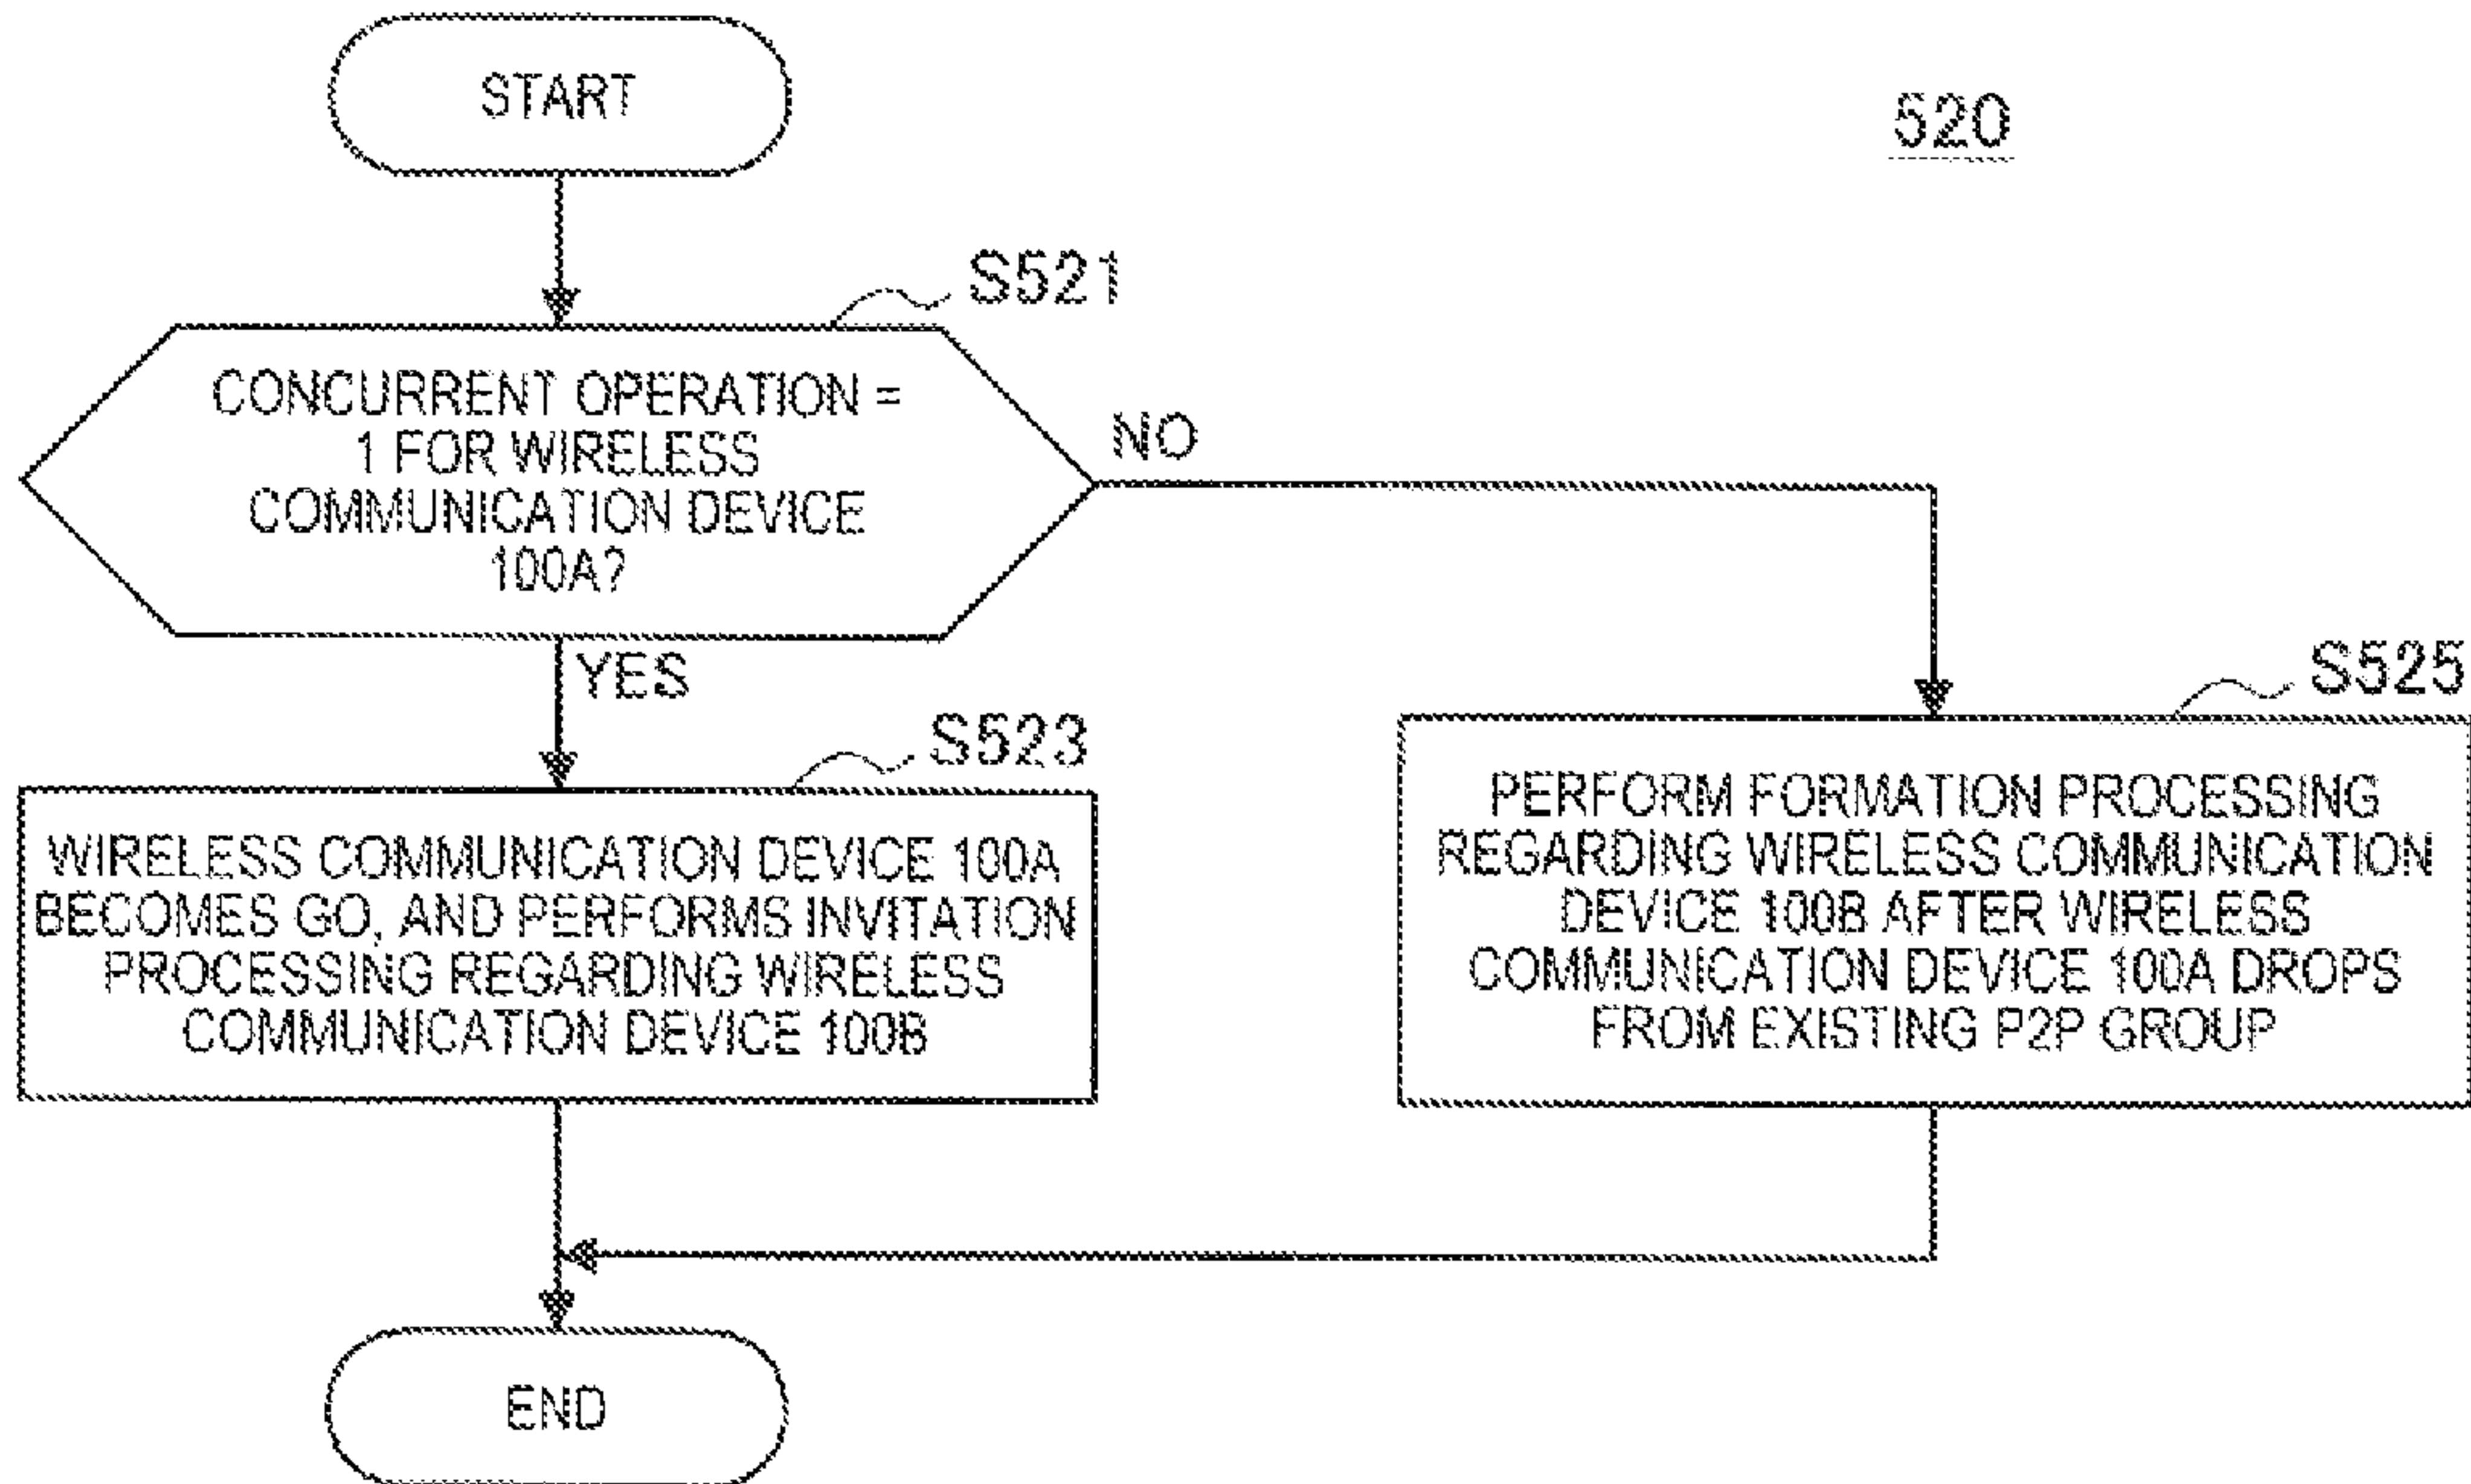 START
520
S521
CONCURRENT OPERATION =
1 FOR WIRELESS
COMMUNICATION DEVICE
100A?
NO
YES
S523
WIRELESS COMMUNICATION DEVICE 100A
BECOMES GO, AND PERFORMS INVITATION
PROCESSING REGARDING WIRELESS
COMMUNICATION DEVICE 100B
S525
PERFORM FORMATION PROCESSING
REGARDING WIRELESS COMMUNICATION
DEVICE 100B AFTER WIRELESS
COMMUNICATION DEVICE 100A DROPS
FROM EXISTING P2P GROUP
END